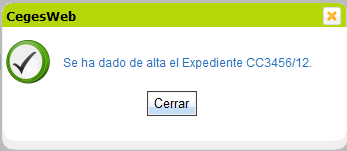 CegesWeb
Se ha dado de alta el Expediente CC3456/12.
Cerrar